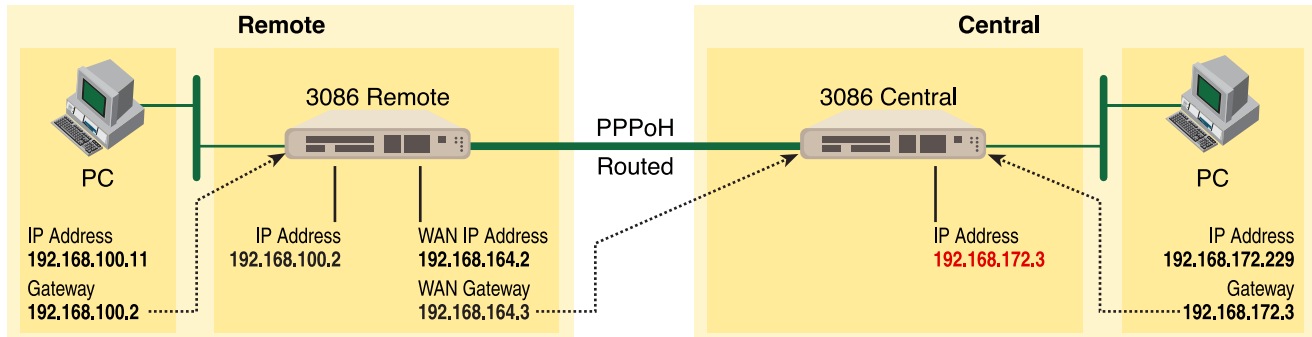 Remote
Central
3086 Remote
3086 Central
PPPoH
Routed
PC
PC
IP Address
192.168.100.11
Gateway
192.168.100.2
IP Address
192.168.100.2
WAN IP Address
192.168.164.2
WAN Gateway
192.168.164.3
IP Address
192.168.172.3
IP Address
192.168.172.229
Gateway
192.168.172.3